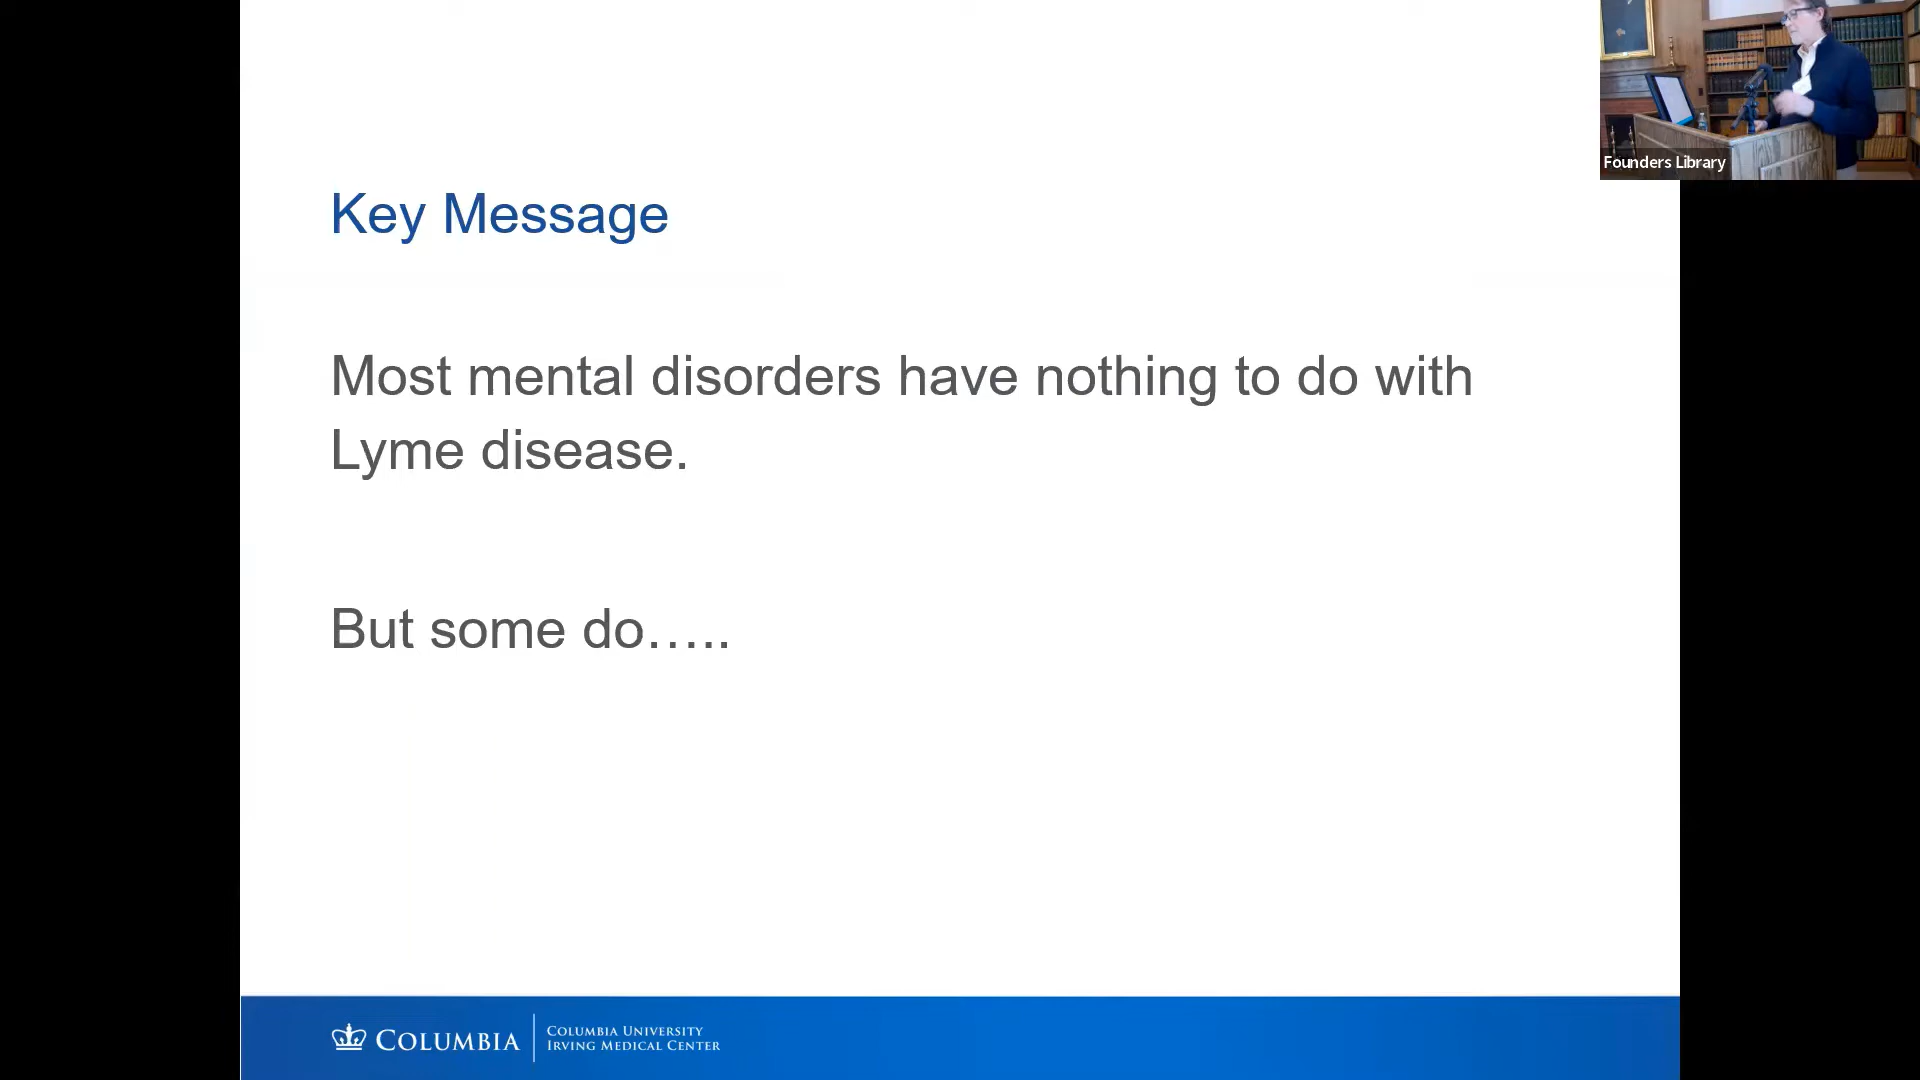 Founders Library
Key Message
Most mental disorders have nothing to do with
Lyme disease.
But some do.....
COLUMBIA
COLUMBIA UNIVERSITY
IRVING MEDICAL CENTER